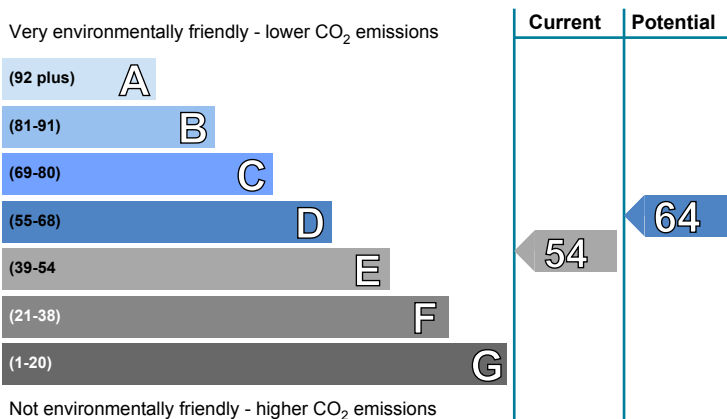 Very environmentally friendly - lower CO2 emissions
Current
Potential
(92 plus) A
(81-91) B
(69-80) C
(55-68) D
(39-54 E
(21-38) F
(1-20) G
54
64
Not environmentally friendly - higher CO2 emissions